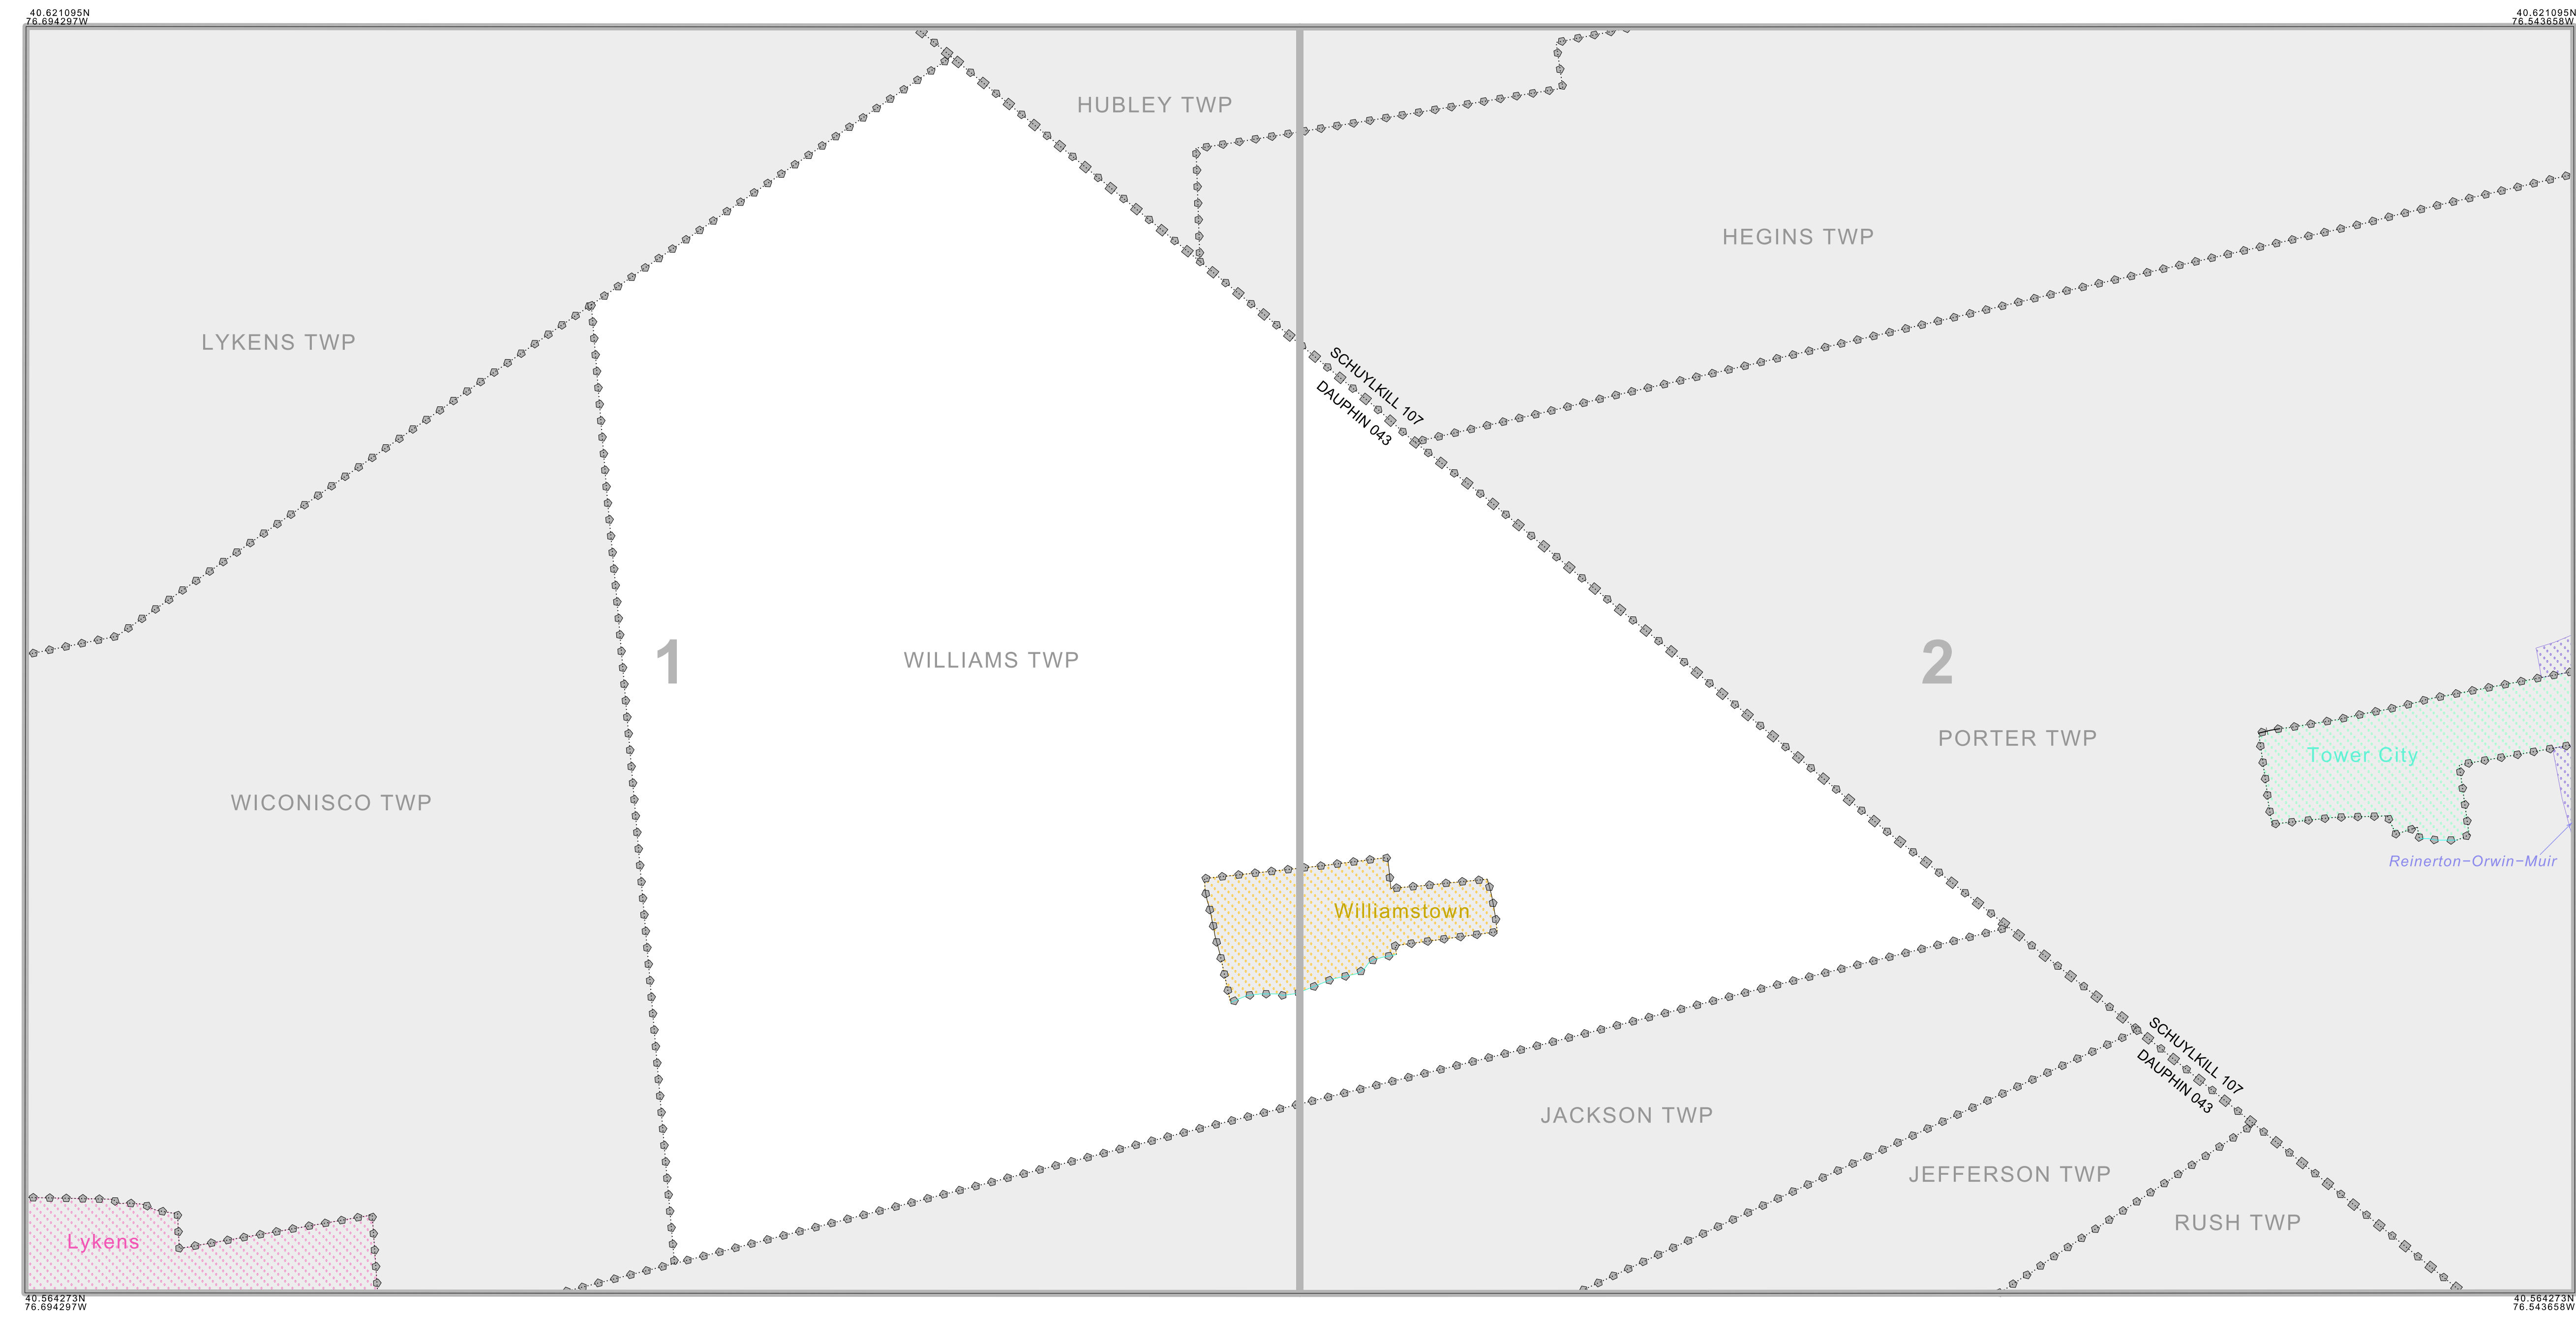 40.621095N
76.694297W
40.621095N
76.543658W
HUBLEY TWP
HEGINS TWP
LYKENS TWP
SCHUYLKILL 107
DAUPHIN 043
1
WILLIAMS TWP
2
PORTER TWP
Tower City
WICONISCO TWP
Reinerton-Orwin-Muir
Williamstown
SCHUYLKILL 107
DAUPHIN 043
JACKSON TWP
JEFFERSON TWP
RUSH TWP
Lykens
40.564273N
76.694297W
40.564273N
76.543658W